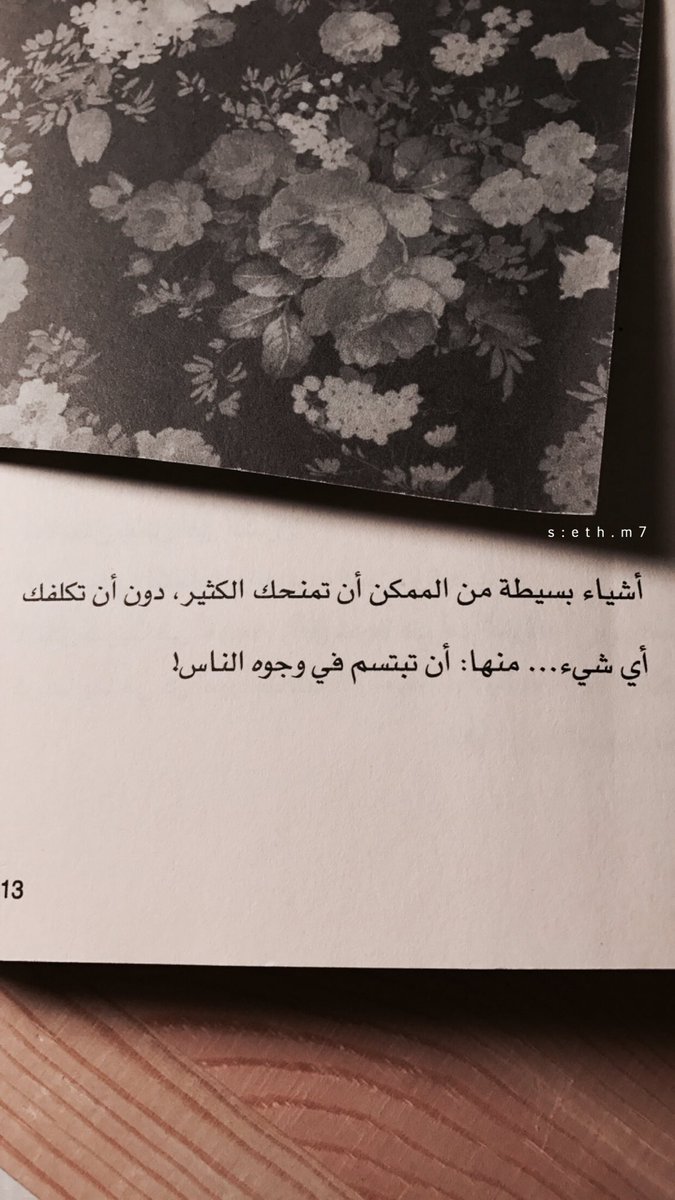 s:eth.m7
أشياء بسيطة من الممكن أن تمنحك الكثير، دون أن تكلفك
أي شيء... منها: أن تبتسم في وجوه الناس!
13